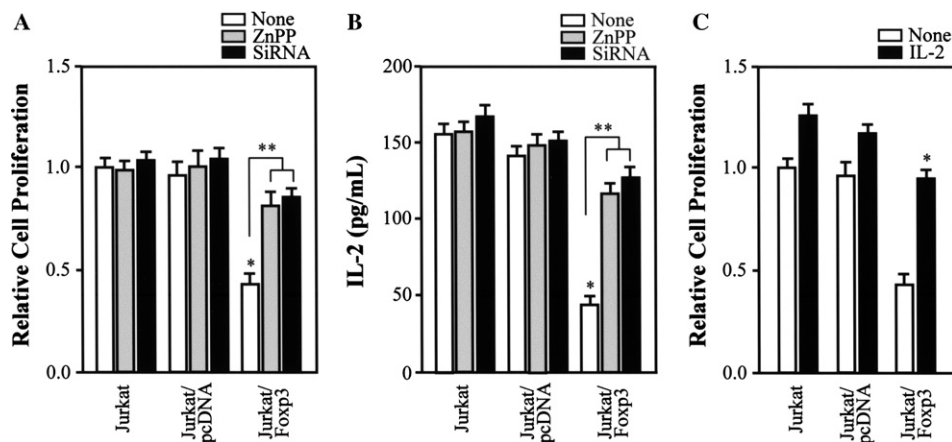 A
None
ZnPP
SiRNA
Relative Cell Proliferation
1.5
1.0
0.5
0.0
*
**
Jurkat
Jurkat/
pcDNA
Jurkat/
Foxp3
B
None
ZnPP
SiRNA
IL-2 (pg/mL)
200
150
100
50
0
*
**
Jurkat
Jurkat/
pcDNA
Jurkat/
Foxp3
C
None
IL-2
Relative Cell Proliferation
1.5
1.0
0.5
0.0
*
Jurkat
Jurkat/
pcDNA
Jurkat/
Foxp3